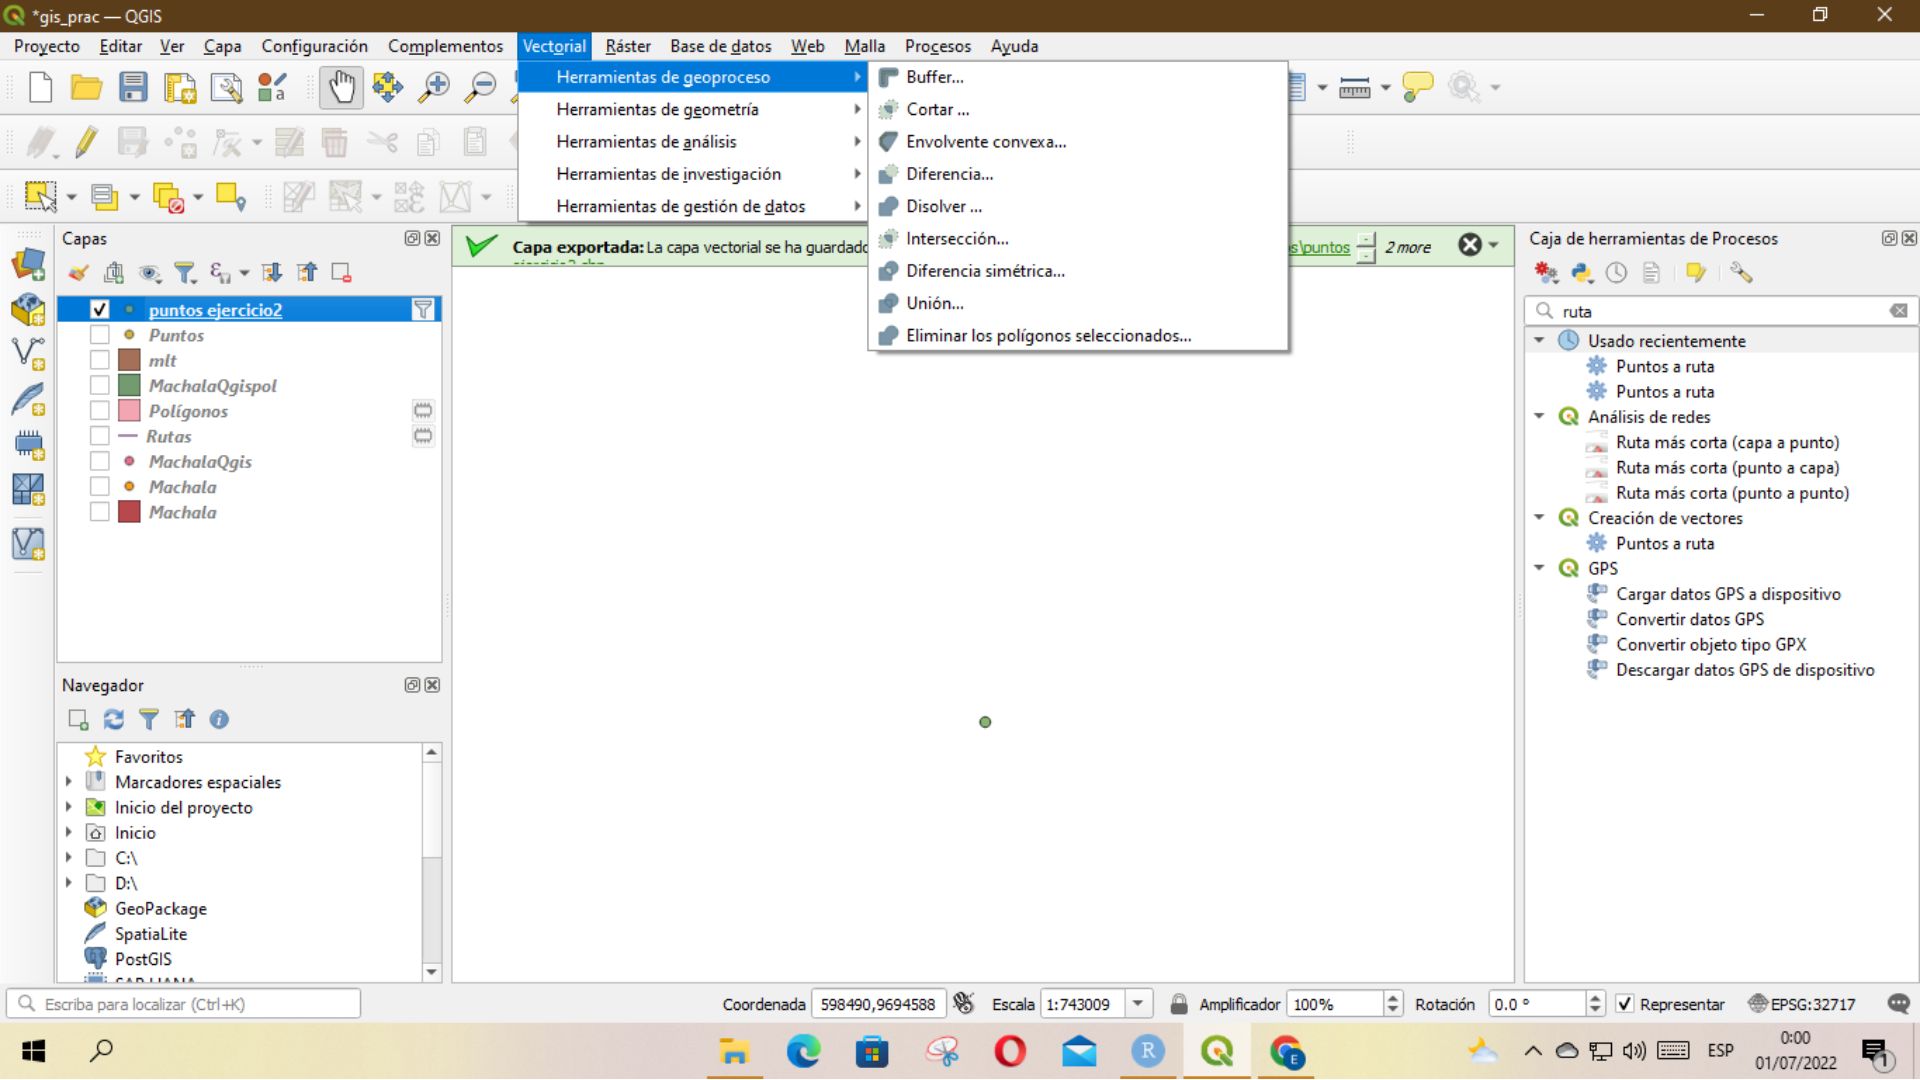 *gis_prac — QGIS
Proyecto Editar Ver Capa Configuración Complementos Vectorial Ráster Base de datos Web Malla Procesos Ayuda
Herramientas de geoproceso
Herramientas de geometría
Herramientas de análisis
Herramientas de investigación
Herramientas de gestión de datos
Buffer...
Cortar ...
Envolvente convexa...
Diferencia...
Disolver ...
Intersección...
Diferencia simétrica...
Unión...
Eliminar los polígonos seleccionados...
Capas
puntos ejercicio2
Puntos
mlt
MachalaQgispol
Polígonos
Rutas
MachalaQgis
Machala
Machala
Capa exportada: La capa vectorial se ha guardado
s\puntos
2 more
Navegador
Favoritos
Marcadores espaciales
Inicio del proyecto
Inicio
C:\
D:\
GeoPackage
SpatiaLite
PostGIS
Caja de herramientas de Procesos
ruta
Usado recientemente
Puntos a ruta
Puntos a ruta
Análisis de redes
Ruta más corta (capa a punto)
Ruta más corta (punto a capa)
Ruta más corta (punto a punto)
Creación de vectores
Puntos a ruta
GPS
Cargar datos GPS a dispositivo
Convertir datos GPS
Convertir objeto tipo GPX
Descargar datos GPS de dispositivo
Escriba para localizar (Ctrl+K)
Coordenada 598490,9694588 Escala 1:743009 Amplificador 100% Rotación 0.0 ° Representar EPSG:32717
R
E
ESP
0:00
01/07/2022
1